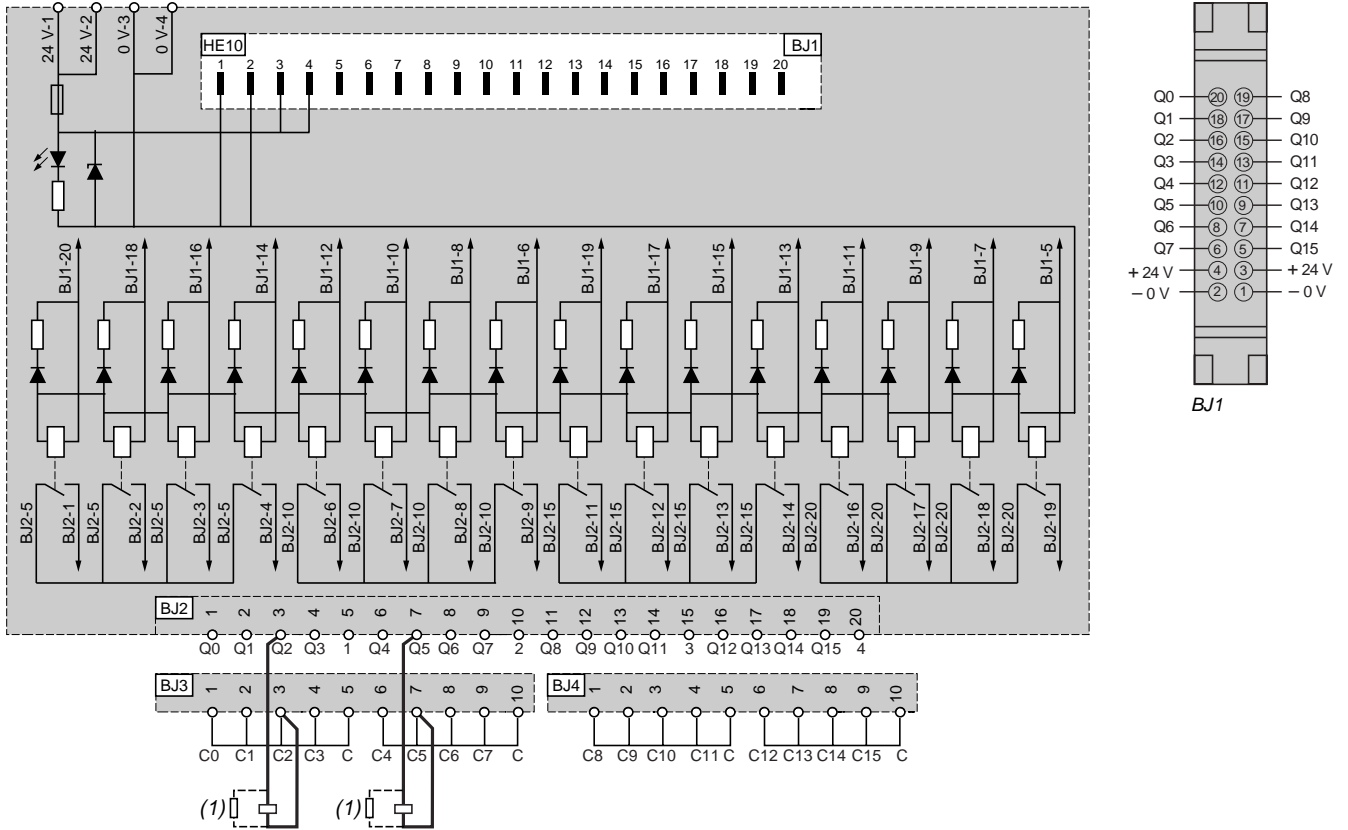 24 V-1 24 V-2 0 V-3 0 V-4
HE10 BJ1
1 2 3 4 5 6 7 8 9 10 11 12 13 14 15 16 17 18 19 20
BJ1-20 BJ1-18 BJ1-16 BJ1-14 BJ1-12 BJ1-10 BJ1-8 BJ1-6 BJ1-19 BJ1-17 BJ1-15 BJ1-13 BJ1-11 BJ1-9 BJ1-7 BJ1-5
BJ2-5 BJ2-1 BJ2-5 BJ2-2 BJ2-5 BJ2-3 BJ2-5 BJ2-4 BJ2-10 BJ2-6 BJ2-10 BJ2-7 BJ2-10 BJ2-8 BJ2-10 BJ2-9 BJ2-15 BJ2-11 BJ2-15 BJ2-12 BJ2-15 BJ2-13 BJ2-15 BJ2-14 BJ2-20 BJ2-16 BJ2-20 BJ2-17 BJ2-20 BJ2-18 BJ2-20 BJ2-19
BJ2 1 2 3 4 5 6 7 8 9 10 11 12 13 14 15 16 17 18 19 20
Q0 Q1 Q2 Q3 1 Q4 Q5 Q6 Q7 2 Q8 Q9 Q10 Q11 3 Q12 Q13 Q14 Q15 4
BJ3 1 2 3 4 5 6 7 8 9 10
BJ4 1 2 3 4 5 6 7 8 9 10
C0 C1 C2 C3 C C4 C5 C6 C7 C
C8 C9 C10 C11 C C12 C13 C14 C15 C
(1) (1)
Q0 20 19 Q8
Q1 18 17 Q9
Q2 16 15 Q10
Q3 14 13 Q11
Q4 12 11 Q12
Q5 10 9 Q13
Q6 8 7 Q14
Q7 6 5 Q15
+ 24 V 4 3 + 24 V
– 0 V 2 1 – 0 V
BJ1